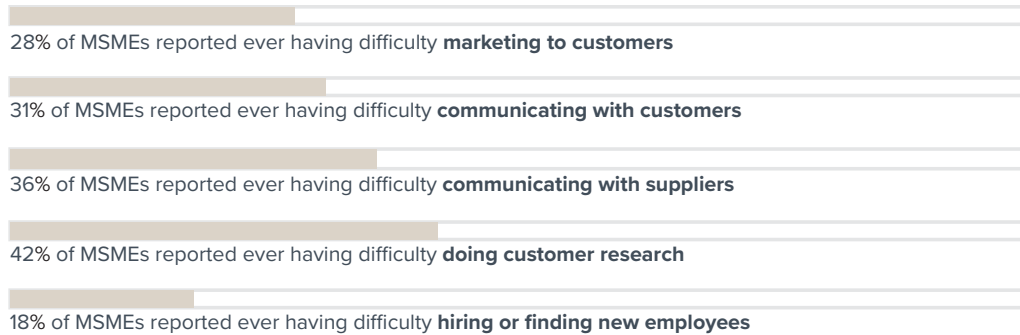 28% of MSMEs reported ever having difficulty marketing to customers
31% of MSMEs reported ever having difficulty communicating with customers
36% of MSMEs reported ever having difficulty communicating with suppliers
42% of MSMEs reported ever having difficulty doing customer research
18% of MSMEs reported ever having difficulty hiring or finding new employees